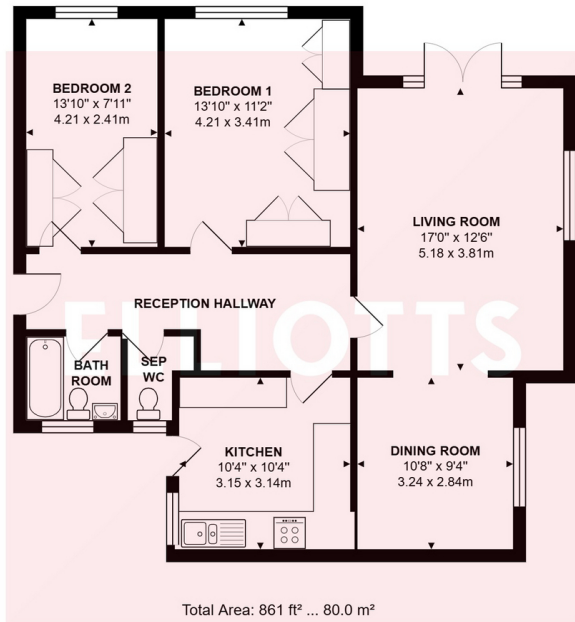 BEDROOM 2
13'10" x 7'11"
4.21 x 2.41m
BEDROOM 1
13'10" x 11'2"
4.21 x 3.41m
LIVING ROOM
17'0" x 12'6"
5.18 x 3.81m
RECEPTION HALLWAY
ELLIOTTS
BATH
ROOM
SEP
WC
KITCHEN
10'4" x 10'4"
3.15 x 3.14m
DINING ROOM
10'8" x 9'4"
3.24 x 2.84m
Total Area: 861 ft² ... 80.0 m²